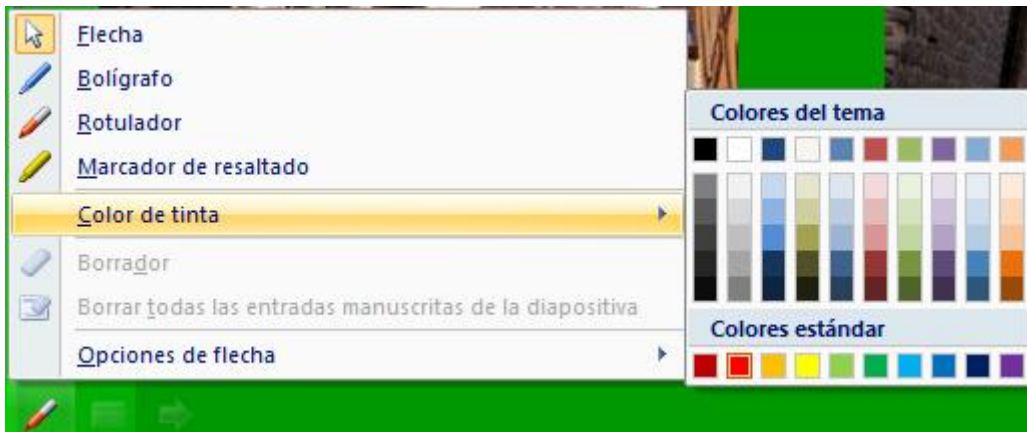 Flecha
Bolígrafo
Rotulador
Marcador de resaltado
Color de tinta
Borrador
Borrar todas las entradas manuscritas de la diapositiva
Opciones de flecha
Colores del tema
Colores estándar